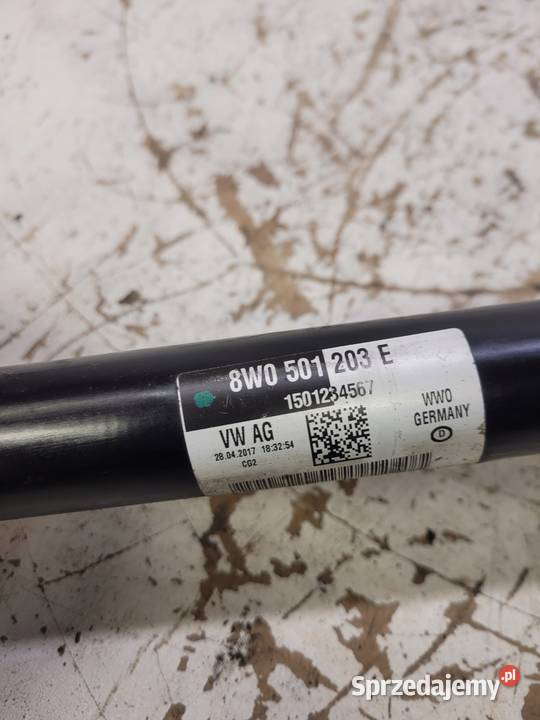 8W0 501 203 E
1501234567
VW AG
28.04.2017 18:32:54
CG2
WWO
GERMANY
D
Sprzedajemy.pl